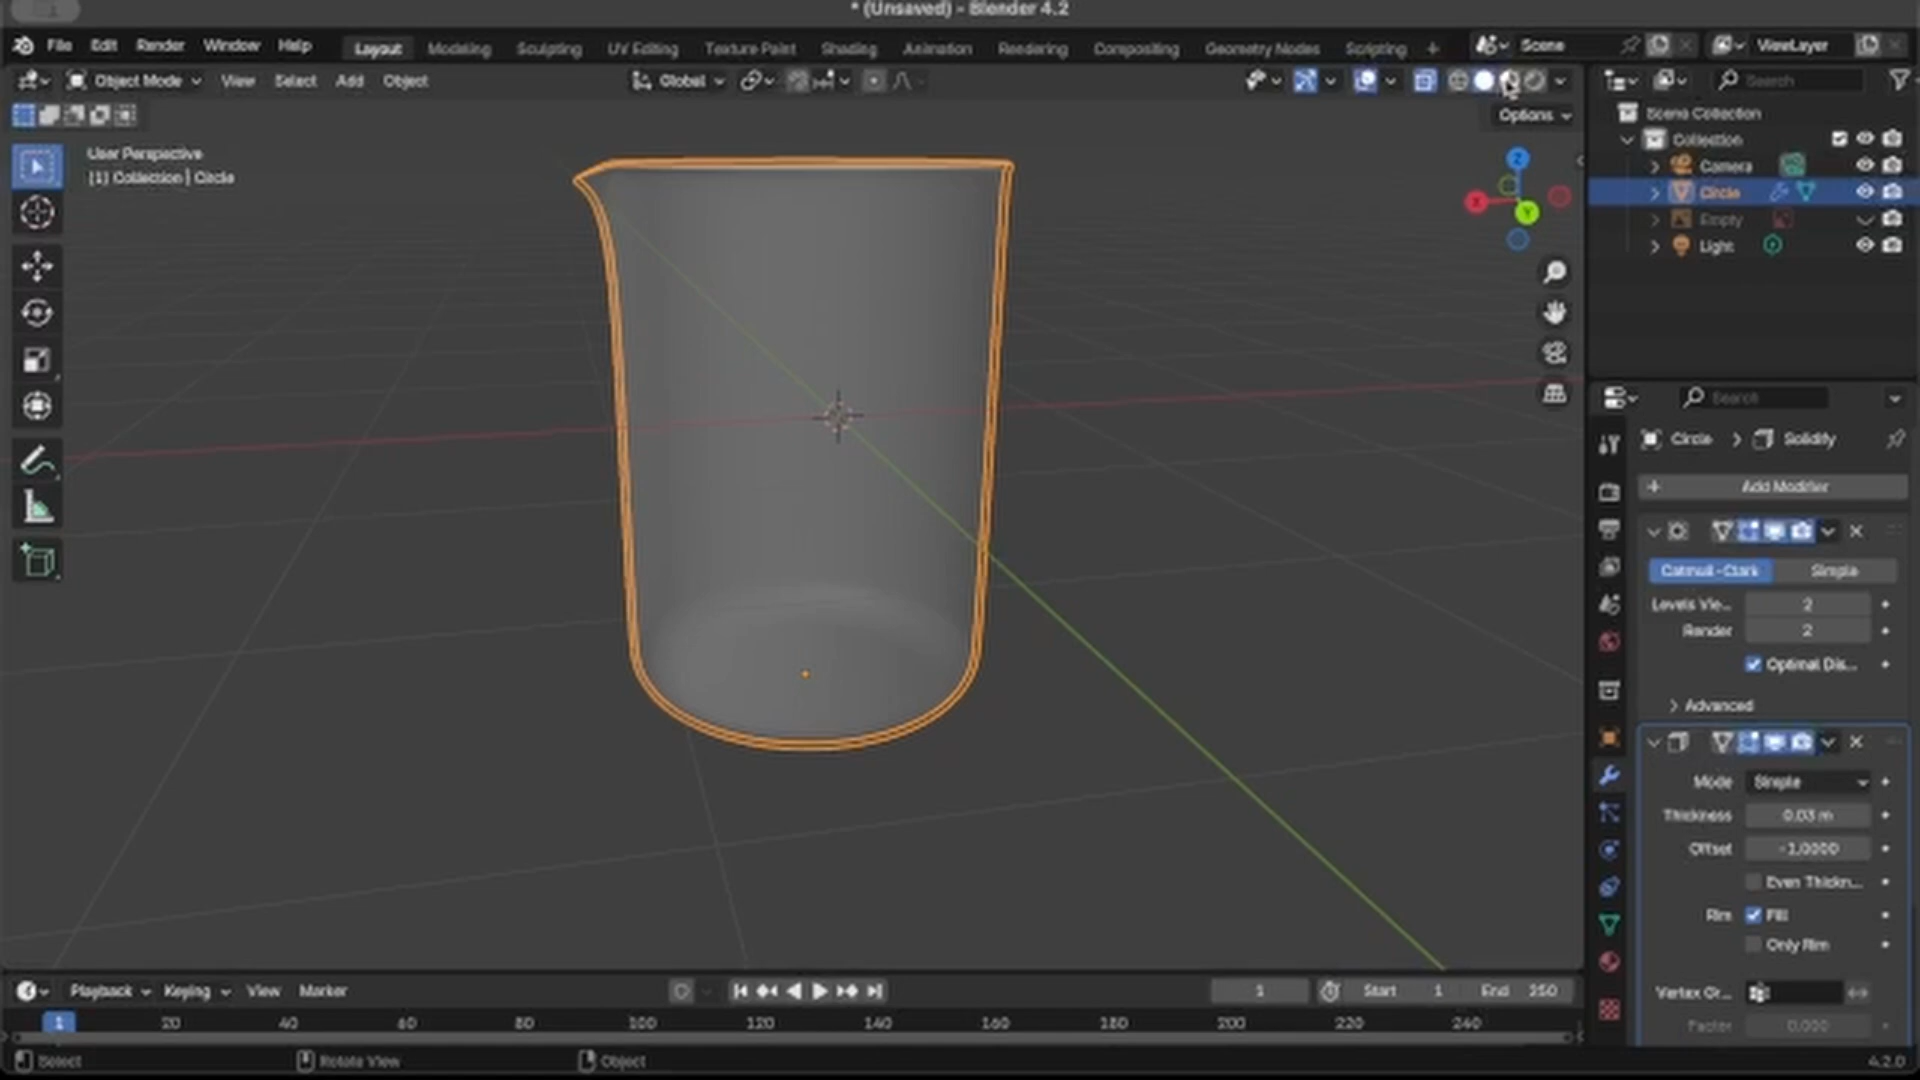 * (Unsaved) - Blender 4.2
File Edit Render Window Help Layout Modeling Sculpting UV Editing Texture Paint Shading Animation Rendering Compositing Geometry Nodes Scripting + Scene ViewLayer
Object Mode View Select Add Object Global Search
Options
User Perspective
(1) Collection | Circle
Z
X
Y
Scene Collection
Collection
Camera
Circle
Empty
Light
Search
Circle > Solidify
+ Add Modifier
Catmull-Clark Simple
Levels Vie... 2
Render 2
Optimal Dis...
Advanced
Mode Simple
Thickness 0.03 m
Offset -1.0000
Even Thickn...
Rim Fill
Only Rim
Vertex Gr...
Factor 0.000
Playback Keying View Marker 1 Start 1 End 250
1 20 40 60 80 100 120 140 160 180 200 220 240
Select Rotate View Object 4.2.0